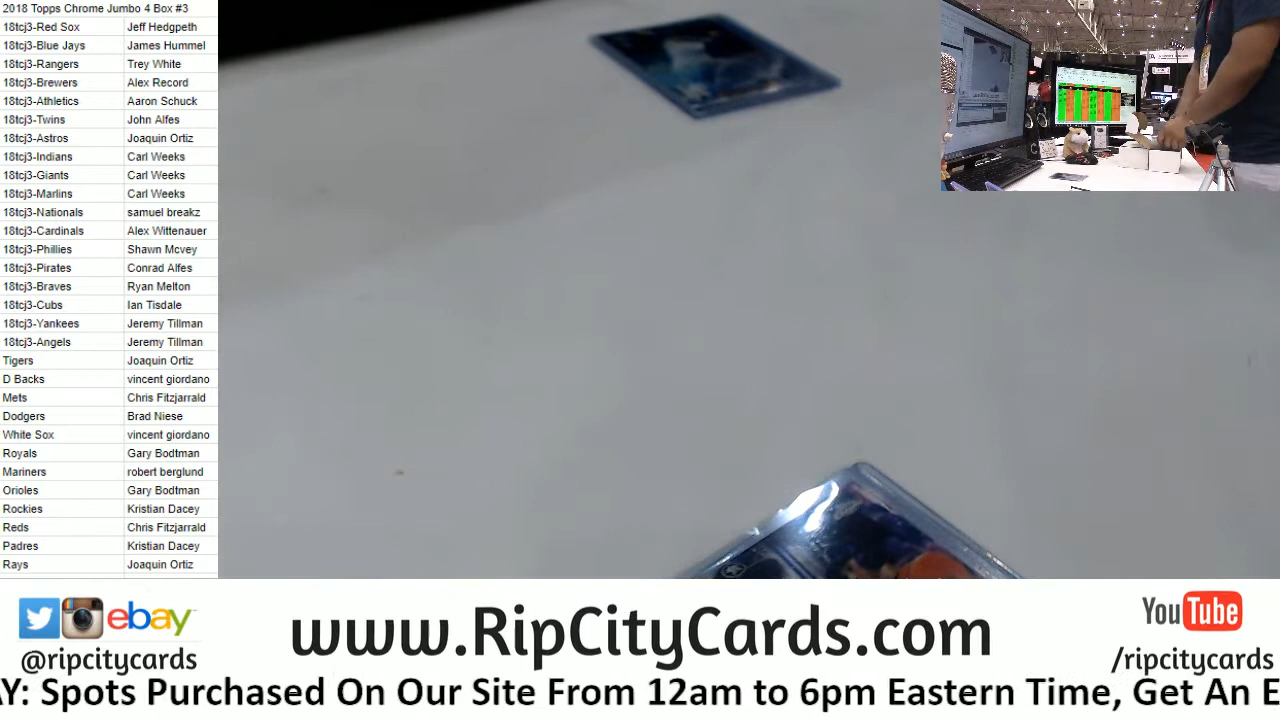 2018 Topps Chrome Jumbo 4 Box #3
18tcj3-Red Sox Jeff Hedgpeth
18tcj3-Blue Jays James Hummel
18tcj3-Rangers Trey White
18tcj3-Brewers Alex Record
18tcj3-Athletics Aaron Schuck
18tcj3-Twins John Alfes
18tcj3-Astros Joaquin Ortiz
18tcj3-Indians Carl Weeks
18tcj3-Giants Carl Weeks
18tcj3-Marlins Carl Weeks
18tcj3-Nationals samuel breakz
18tcj3-Cardinals Alex Wittenauer
18tcj3-Phillies Shawn Mcvey
18tcj3-Pirates Conrad Alfes
18tcj3-Braves Ryan Melton
18tcj3-Cubs Ian Tisdale
18tcj3-Yankees Jeremy Tillman
18tcj3-Angels Jeremy Tillman
Tigers Joaquin Ortiz
D Backs vincent giordano
Mets Chris Fitzjarrald
Dodgers Brad Niese
White Sox vincent giordano
Royals Gary Bodtman
Mariners robert berglund
Orioles Gary Bodtman
Rockies Kristian Dacey
Reds Chris Fitzjarrald
Padres Kristian Dacey
Rays Joaquin Ortiz
ebay
@ripcitycards
www.RipCityCards.com
YouTube
/ripcitycards
AY: Spots Purchased On Our Site From 12am to 6pm Eastern Time, Get An E